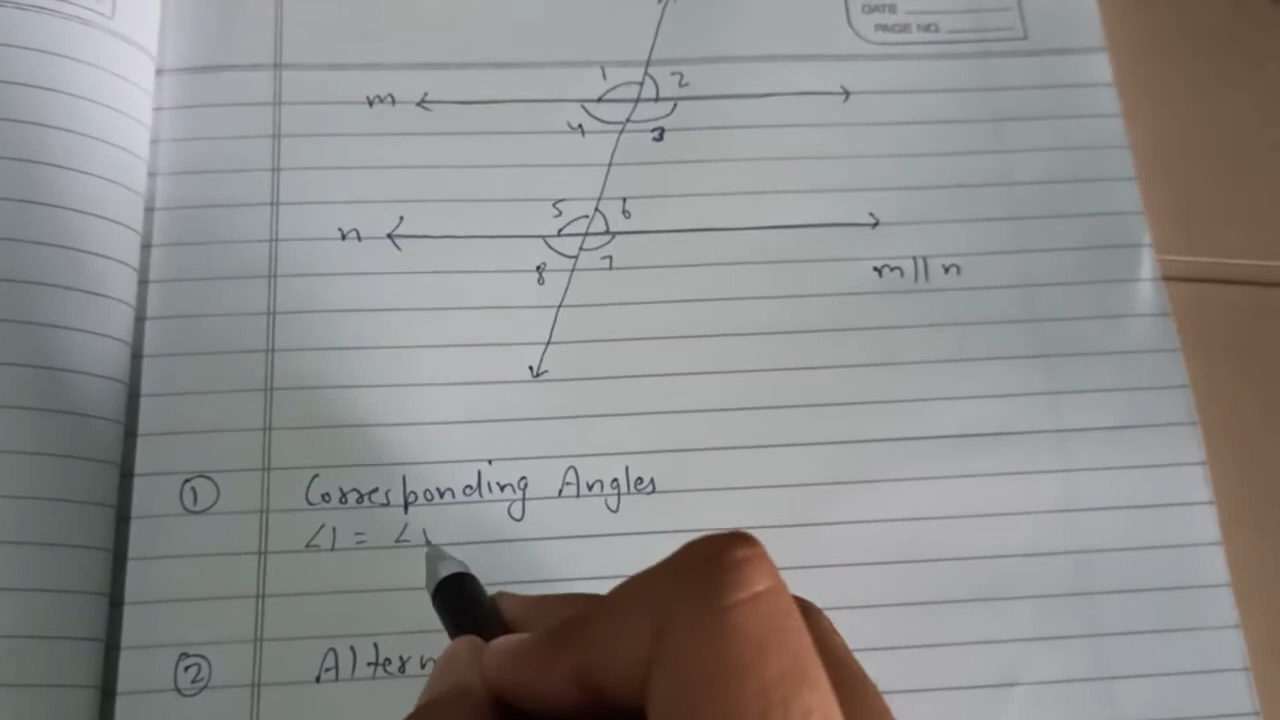 DATE
PAGE NO.
1 2
m
4 3
5 6
n
8 7
m || n
① Corresponding Angles
∠1 = ∠
② Altern